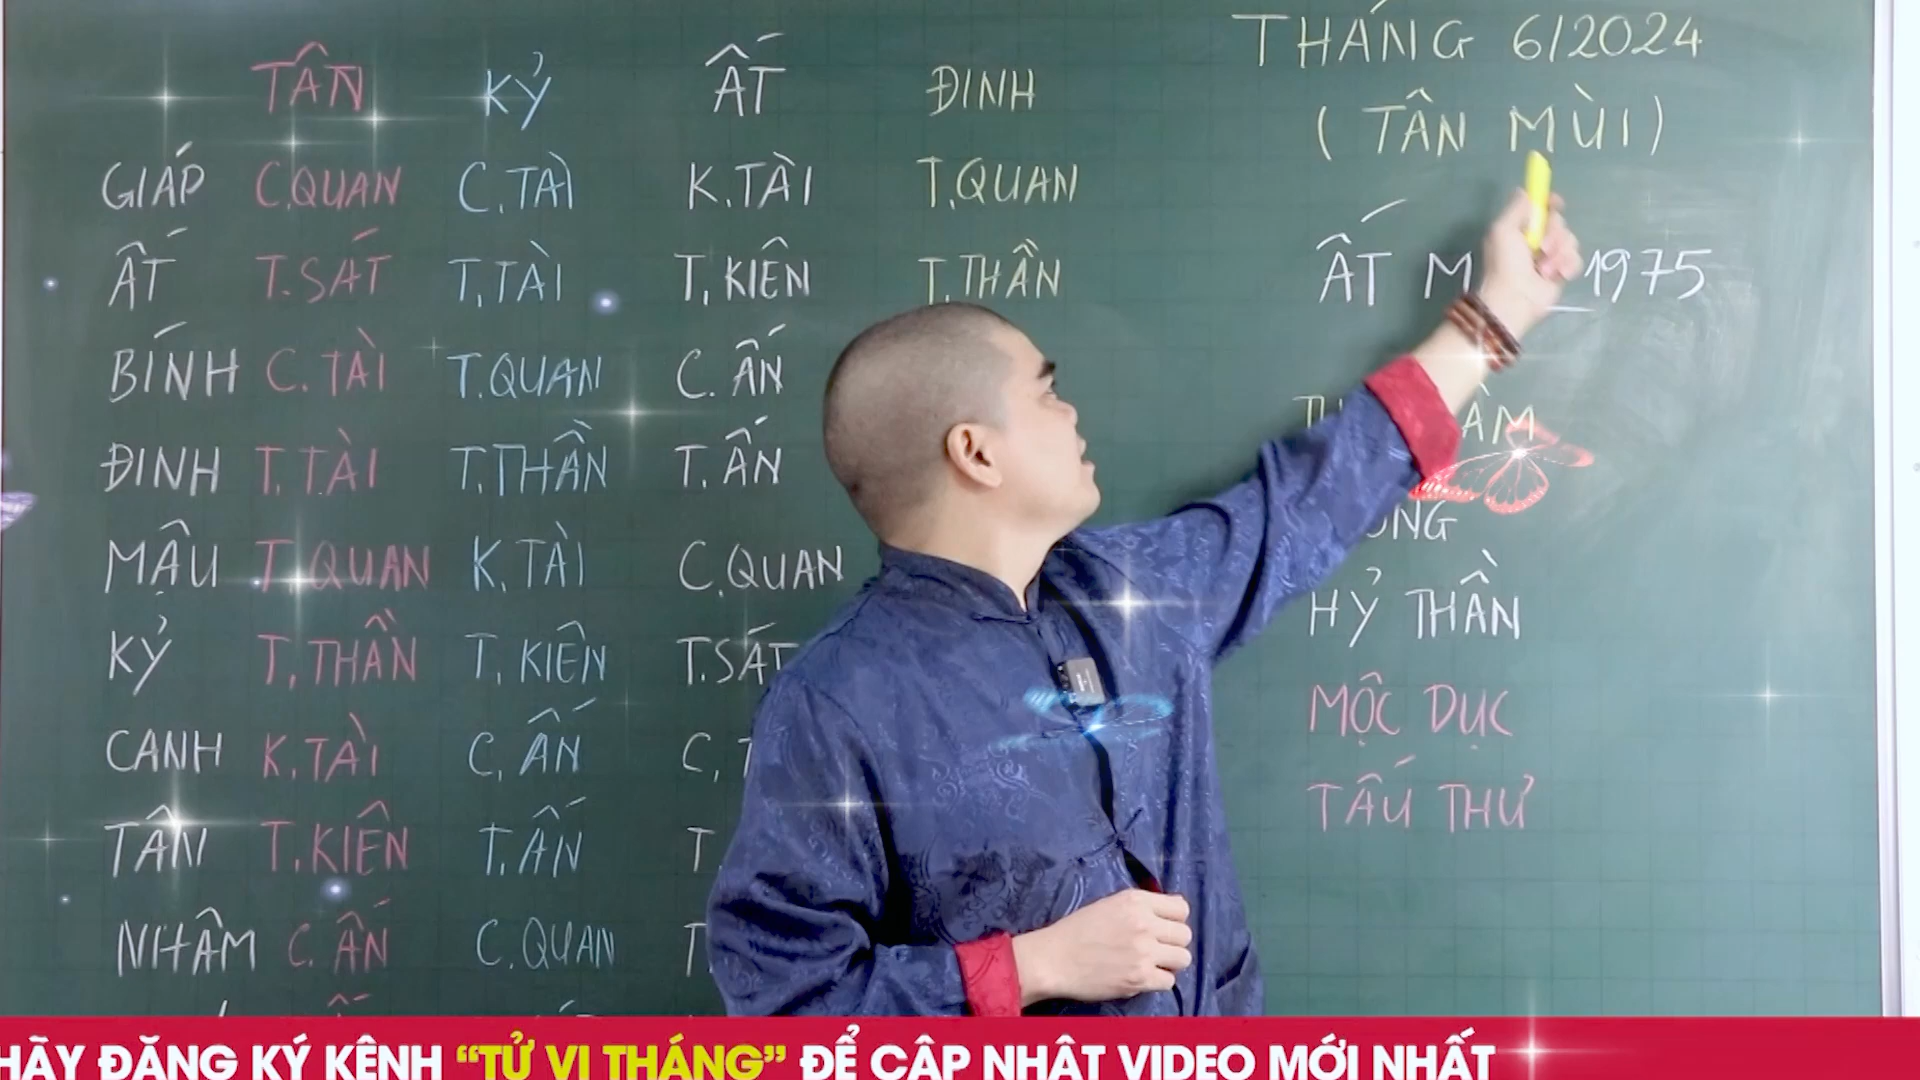 TÂN KỶ ẤT ĐINH
GIÁP C.QUAN C.TÀI K.TÀI T.QUAN
ẤT T.SÁT T.TÀI T.KIÊN T.THẦN
BÍNH C.TÀI T.QUAN C.ẤN
ĐINH T.TÀI T.THẦN T.ẤN
MẬU T.QUAN K.TÀI C.QUAN
KỶ T.THẦN T.KIÊN T.SÁT
CANH K.TÀI C.ẤN C.
TÂN T.KIÊN T.ẤN T
NHÂM C.ẤN C.QUAN T.
THÁNG 6/2024
(TÂN MÙI)
ẤT 1975
HỶ THẦN
MỘC DỤC
TẤU THƯ
HÃY ĐĂNG KÝ KÊNH “TỬ VI THÁNG” ĐỂ CẬP NHẬT VIDEO MỚI NHẤT